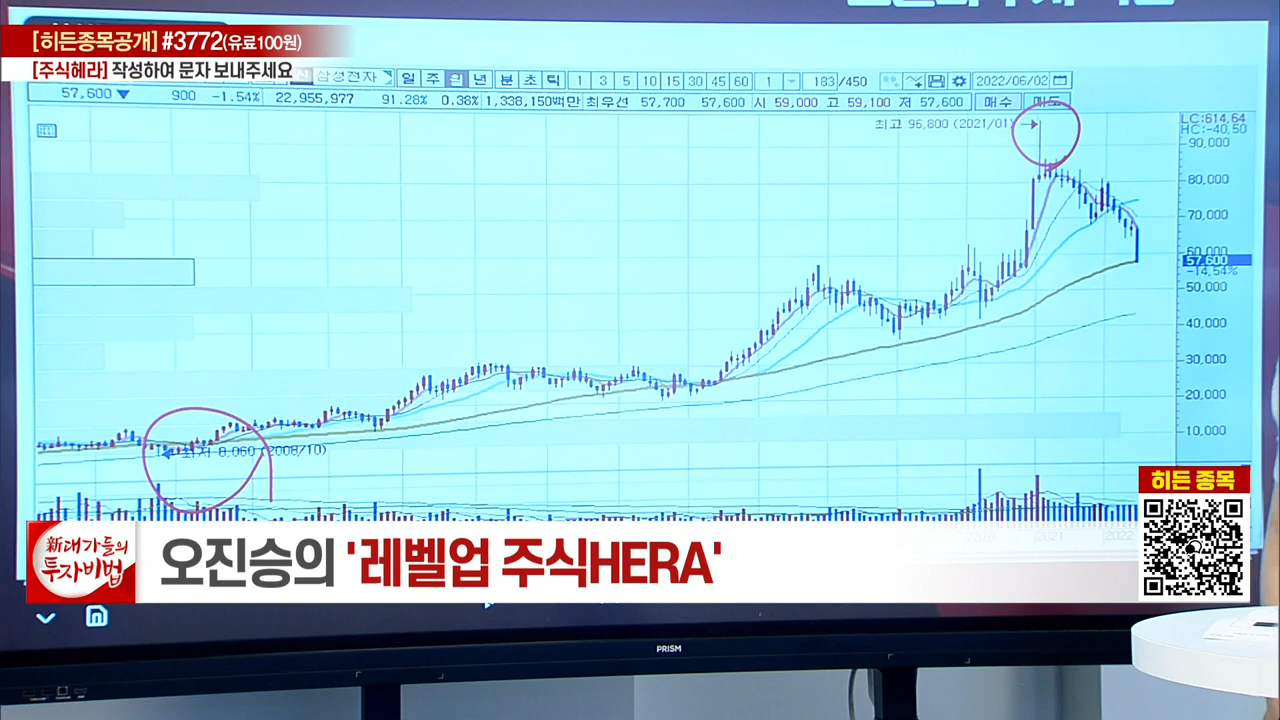 [히든종목공개] #3772(유료100원)
[주식헤라] 작성하여 문자 보내주세요
삼성전자 일 주 월 년 분 초 틱 1 3 5 10 15 30 45 60 1 183/450 2022/06/02
57,600 ▼ 900 -1.54% 22,955,977 91.28% 0.38% 1,338,150백만 최우선 57,700 57,600 시 59,000 고 59,100 저 57,600 매수 매도
최고 96,800 (2021/01)
LC:614.64
HC:-40.50
90,000
80,000
70,000
60,000
57,600
-14.54%
50,000
40,000
30,000
20,000
10,000
최저 8,060 (2008/10)
2020 2021 2022
히든 종목
新대가들의
투자비법
오진승의 '레벨업 주식HERA'
PRISM